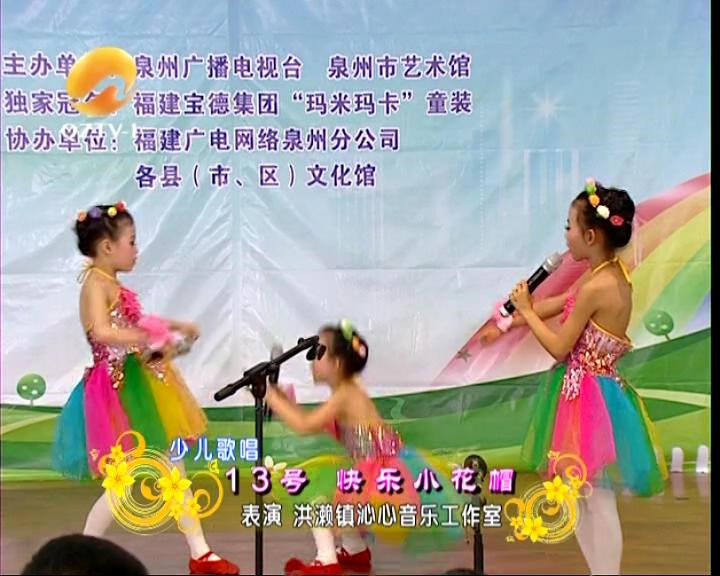 主办单 泉州广播电视台 泉州市艺术馆
独家冠名：福建宝德集团“玛米玛卡”童装
协办单位：福建广电网络泉州分公司
各县（市、区）文化馆
QZTV-1
少儿歌唱
13号 快乐小花帽
表演 洪濑镇沁心音乐工作室